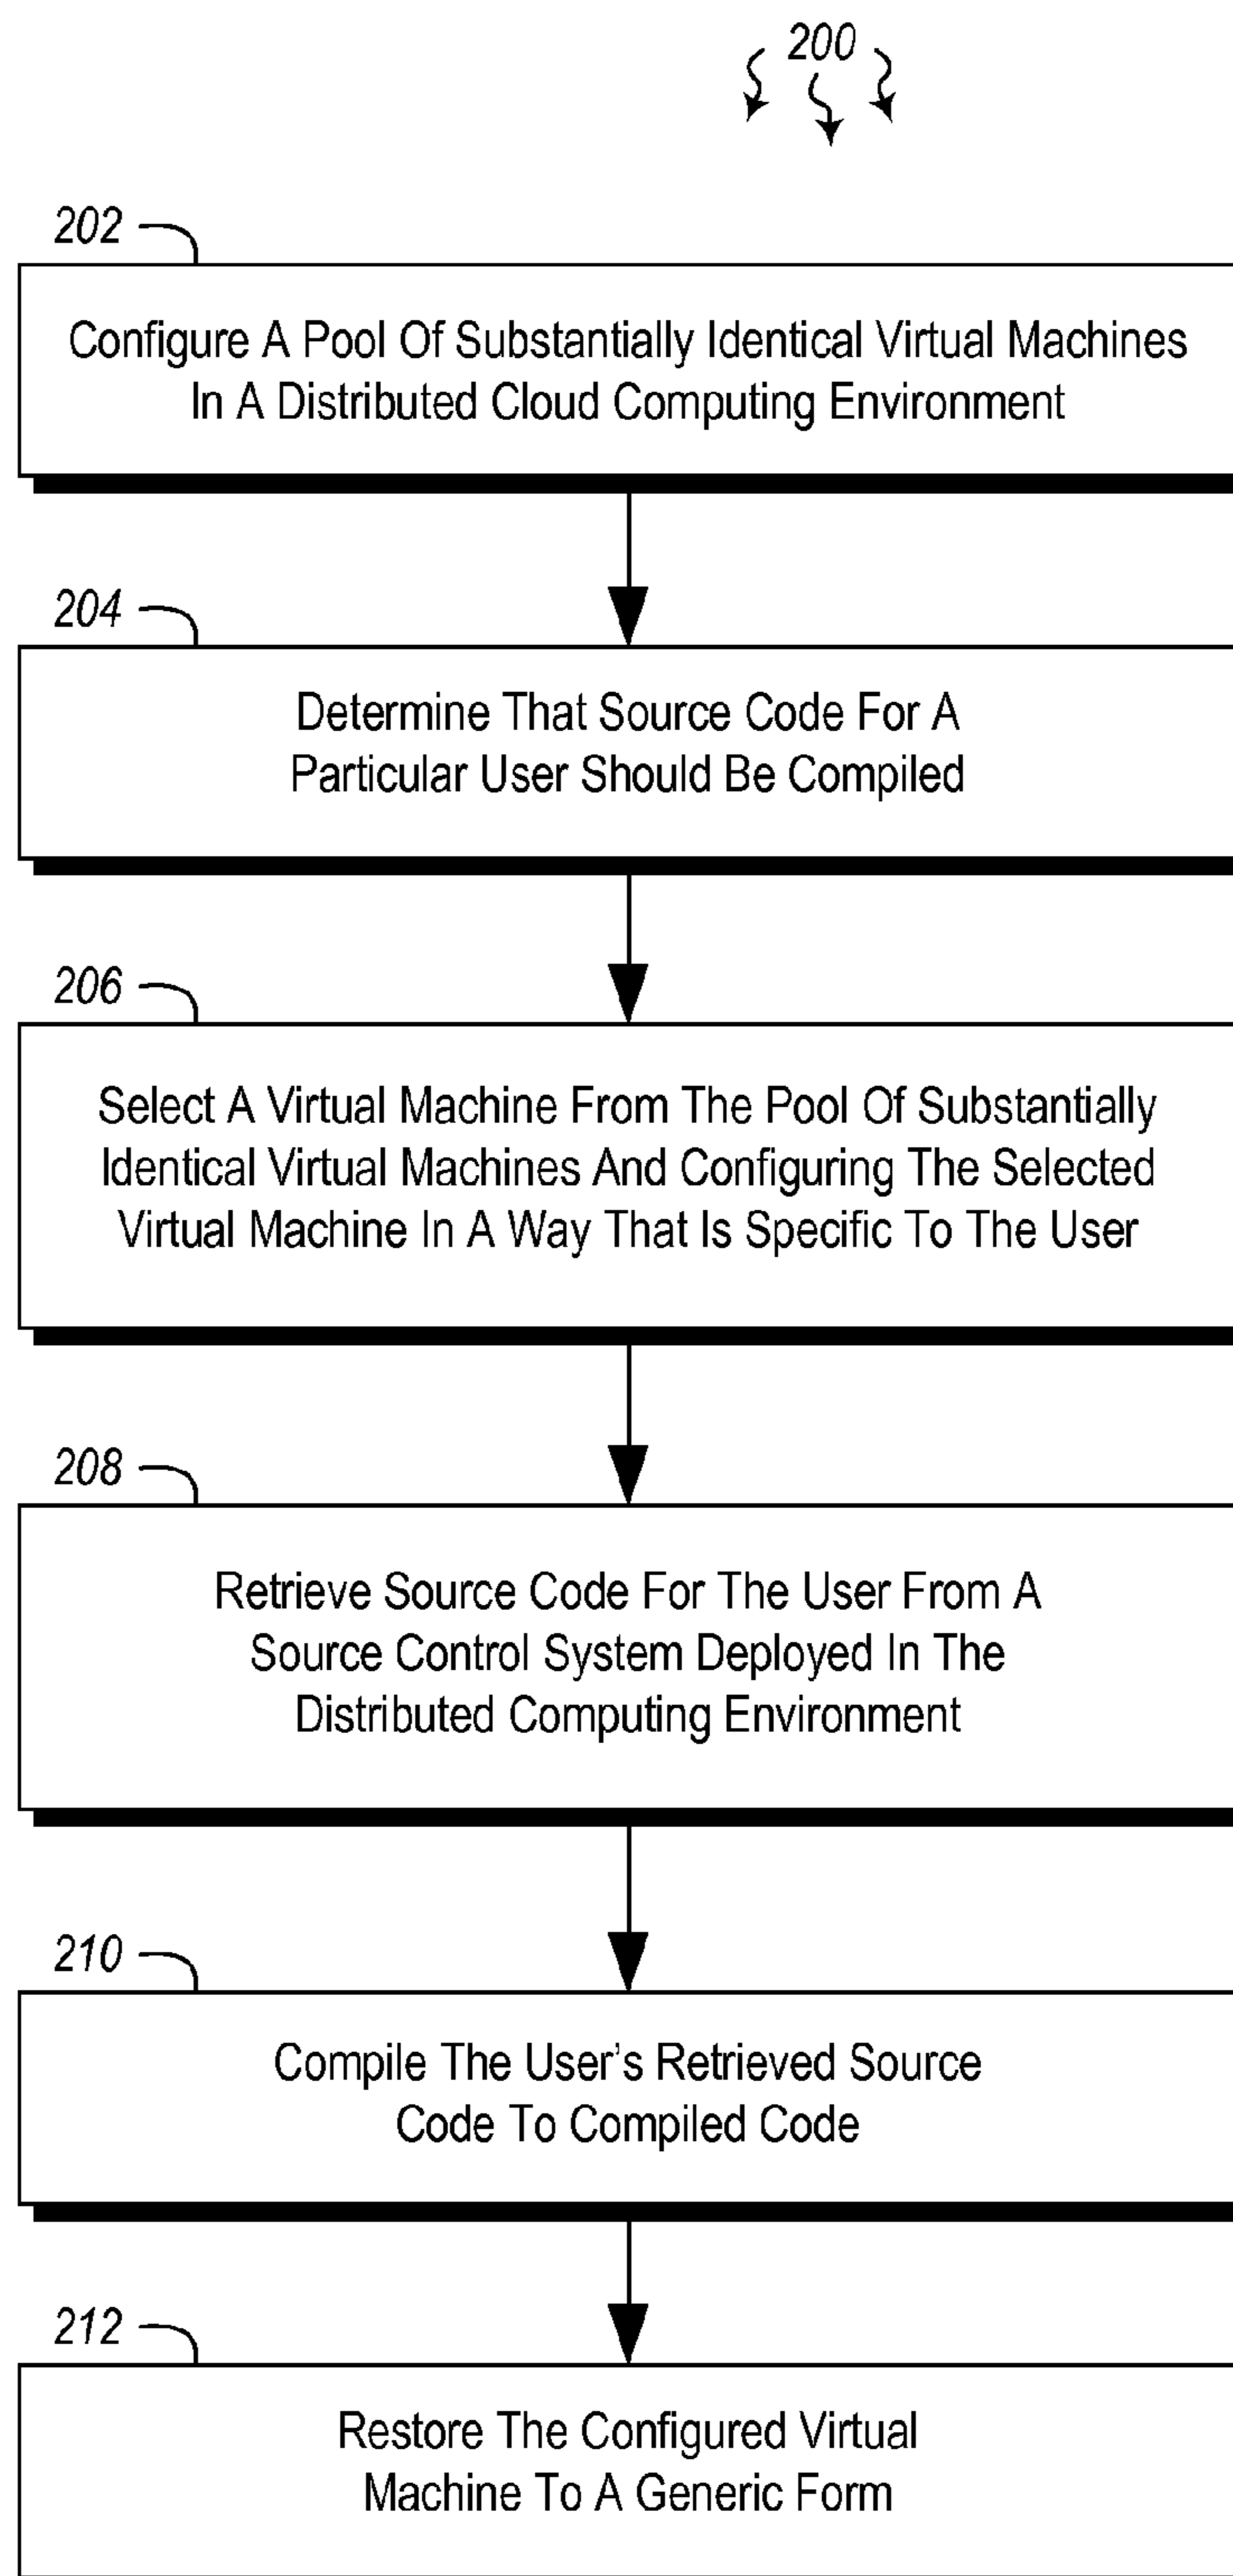 200
202
Configure A Pool Of Substantially Identical Virtual Machines
In A Distributed Cloud Computing Environment
204
Determine That Source Code For A
Particular User Should Be Compiled
206
Select A Virtual Machine From The Pool Of Substantially
Identical Virtual Machines And Configuring The Selected
Virtual Machine In A Way That Is Specific To The User
208
Retrieve Source Code For The User From A
Source Control System Deployed In The
Distributed Computing Environment
210
Compile The User's Retrieved Source
Code To Compiled Code
212
Restore The Configured Virtual
Machine To A Generic Form